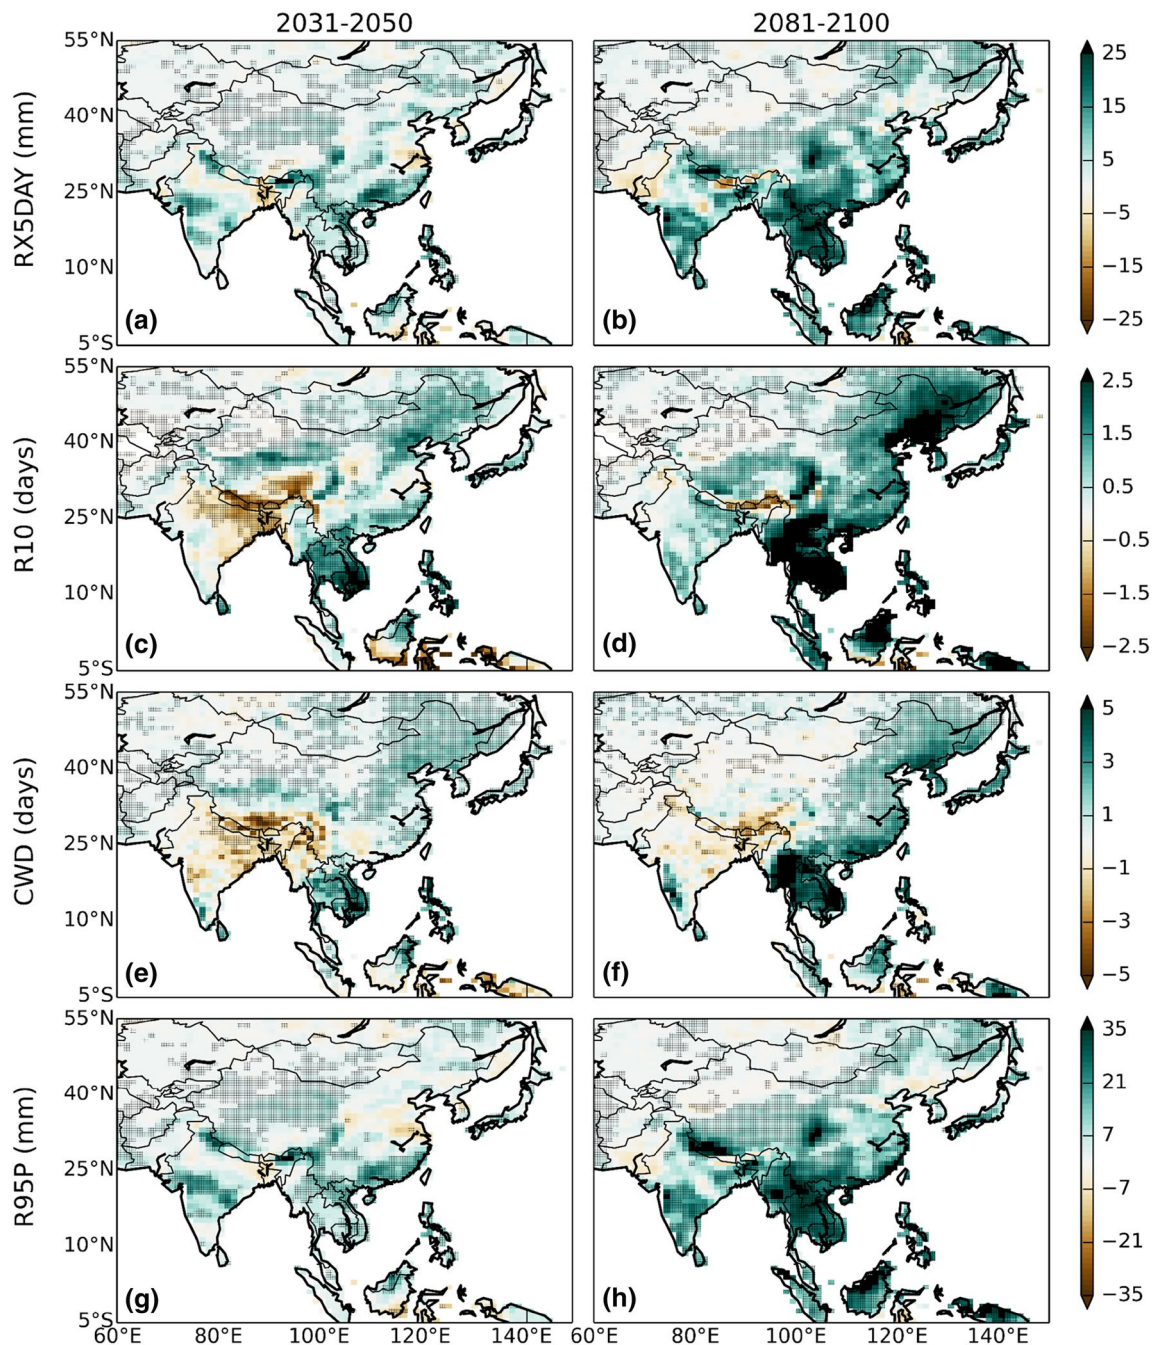 2031-2050 2081-2100
RX5DAY (mm)
55°N
40°N
25°N
10°N
5°S
(a) (b)
25
15
5
−5
−15
−25
R10 (days)
55°N
40°N
25°N
10°N
5°S
(c) (d)
2.5
1.5
0.5
−0.5
−1.5
−2.5
CWD (days)
55°N
40°N
25°N
10°N
5°S
(e) (f)
5
3
1
−1
−3
−5
R95P (mm)
55°N
40°N
25°N
10°N
5°S
(g) (h)
35
21
7
−7
−21
−35
60°E 80°E 100°E 120°E 140°E 60°E 80°E 100°E 120°E 140°E